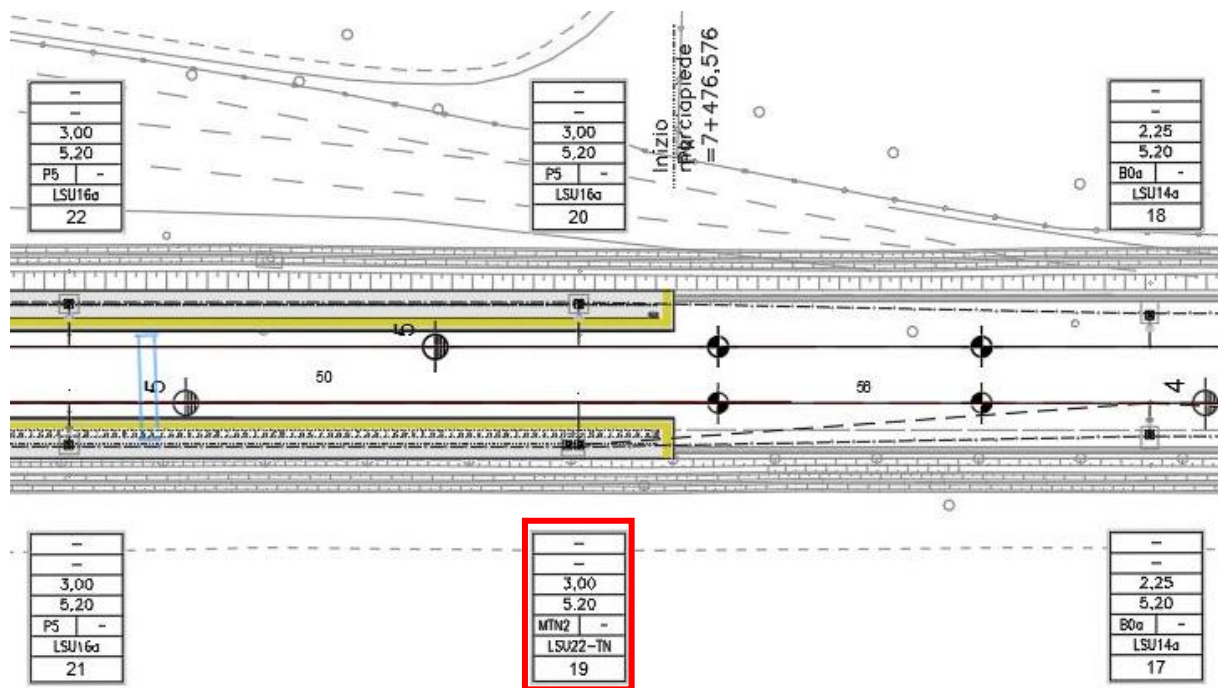 -
-
3,00
5,20
P5 -
LSU16a
22
-
-
3,00
5,20
P5 -
LSU16a
20
Inizio
marciapiede
=7+476,576
-
-
2,25
5,20
B0a -
LSU14a
18
5
50
5
56
4
-
-
3,00
5,20
P5 -
LSU16a
21
-
-
3,00
5.20
MTN2 -
LSU22-TN
19
-
-
2,25
5,20
B0a -
LSU14a
17